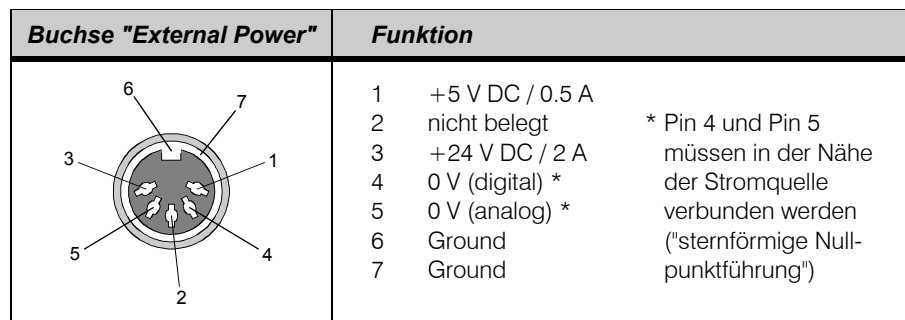 Buchse "External Power"
Funktion
6
7
3
1
5
4
2
1 +5 V DC / 0.5 A
2 nicht belegt
3 +24 V DC / 2 A
4 0 V (digital) *
5 0 V (analog) *
6 Ground
7 Ground
* Pin 4 und Pin 5
müssen in der Nähe
der Stromquelle
verbunden werden
("sternförmige Null-
punktführung")